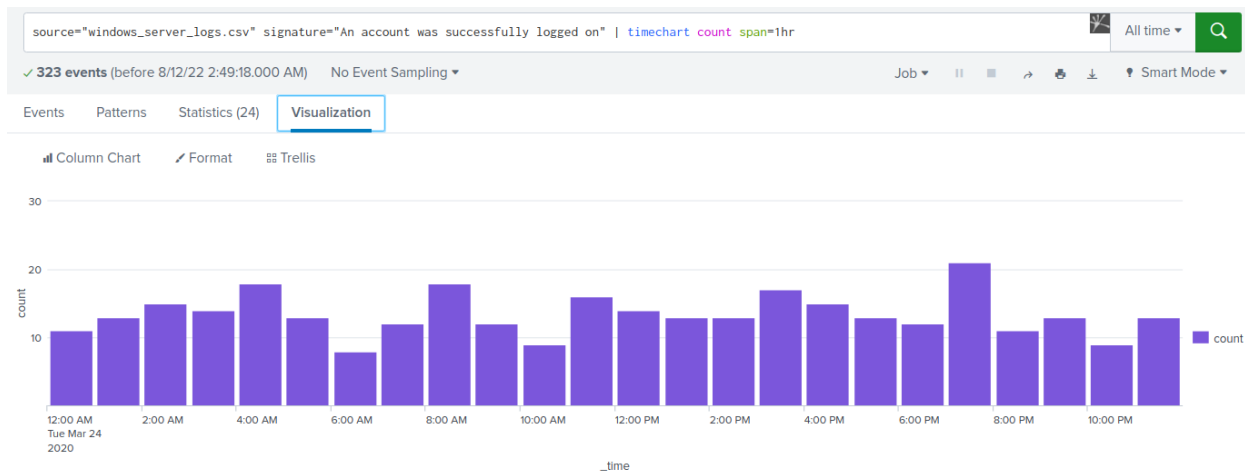 source="windows_server_logs.csv" signature="An account was successfully logged on" | timechart count span=1hr
All time
323 events (before 8/12/22 2:49:18.000 AM)
No Event Sampling
Job
Smart Mode
Events
Patterns
Statistics (24)
Visualization
Column Chart
Format
Trellis
30
20
10
count
12:00 AM
Tue Mar 24
2020
2:00 AM
4:00 AM
6:00 AM
8:00 AM
10:00 AM
12:00 PM
2:00 PM
4:00 PM
6:00 PM
8:00 PM
10:00 PM
_time
count